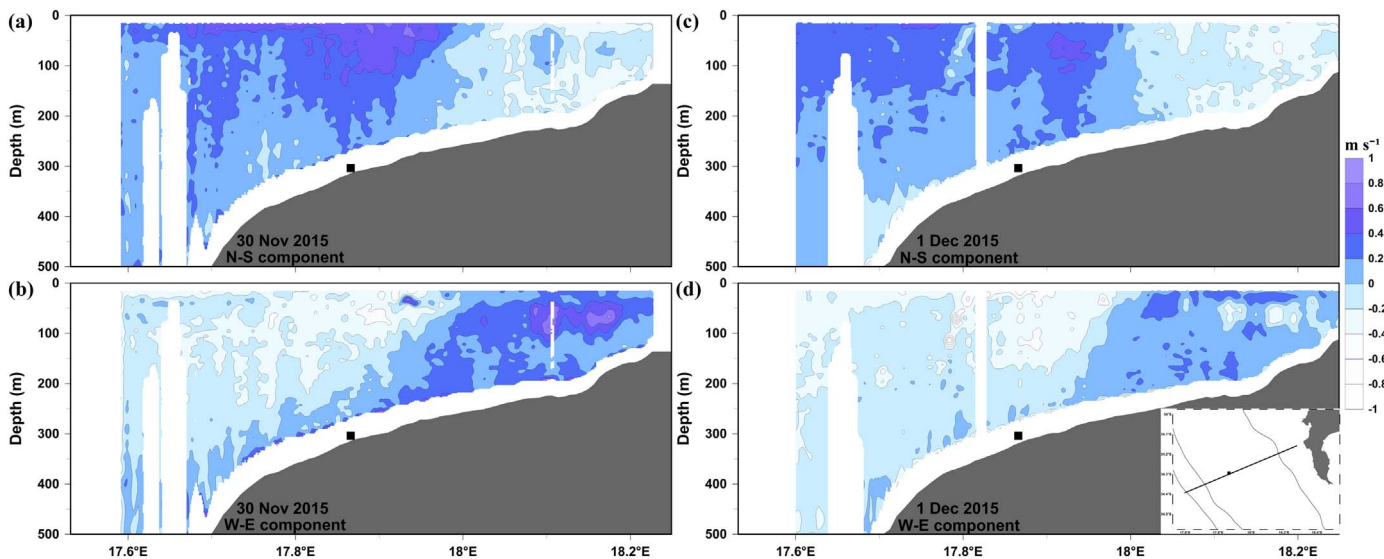 (a)
0
100
200
300
400
500
Depth (m)
30 Nov 2015
N-S component
(c)
0
100
200
300
400
500
Depth (m)
1 Dec 2015
N-S component
m s⁻¹
1
0.8
0.6
0.4
0.2
0
-0.2
-0.4
-0.6
-0.8
-1
(b)
0
100
200
300
400
500
Depth (m)
30 Nov 2015
W-E component
17.6°E
17.8°E
18°E
18.2°E
(d)
0
100
200
300
400
500
Depth (m)
1 Dec 2015
W-E component
17.6°E
17.8°E
18°E
18.2°E